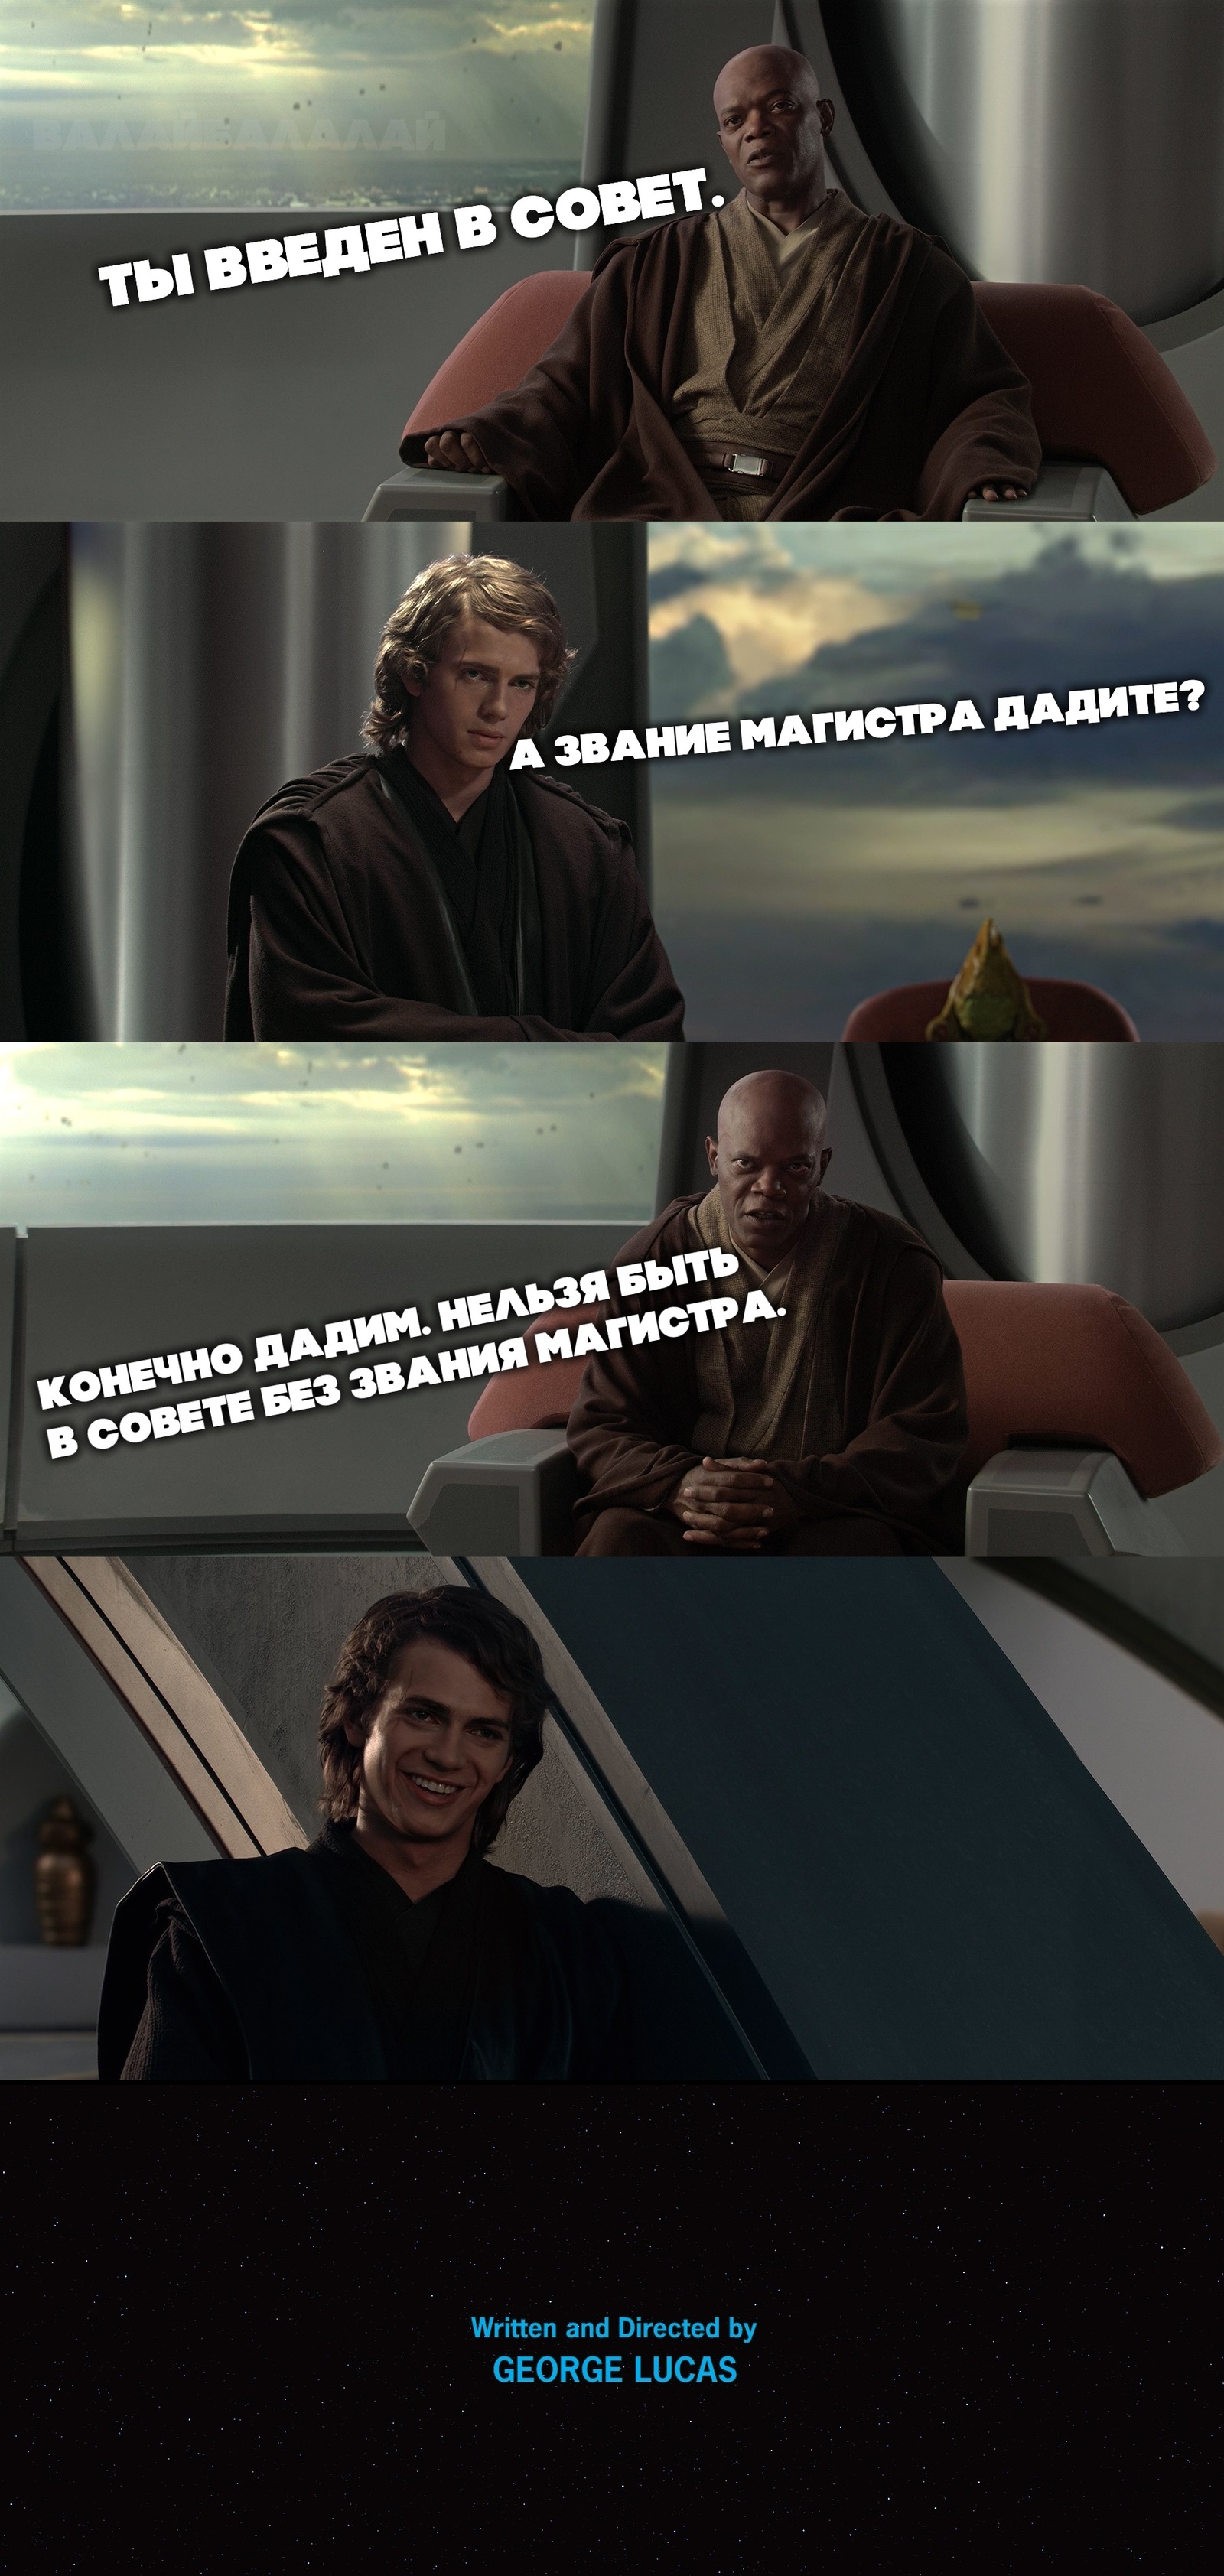 БАЛАЙБАЛАЛАЙ
ТЫ ВВЕДЕН В СОВЕТ.
А ЗВАНИЕ МАГИСТРА ДАДИТЕ?
КОНЕЧНО ДАДИМ. НЕЛЬЗЯ БЫТЬ
В СОВЕТЕ БЕЗ ЗВАНИЯ МАГИСТРА.
Written and Directed by
GEORGE LUCAS